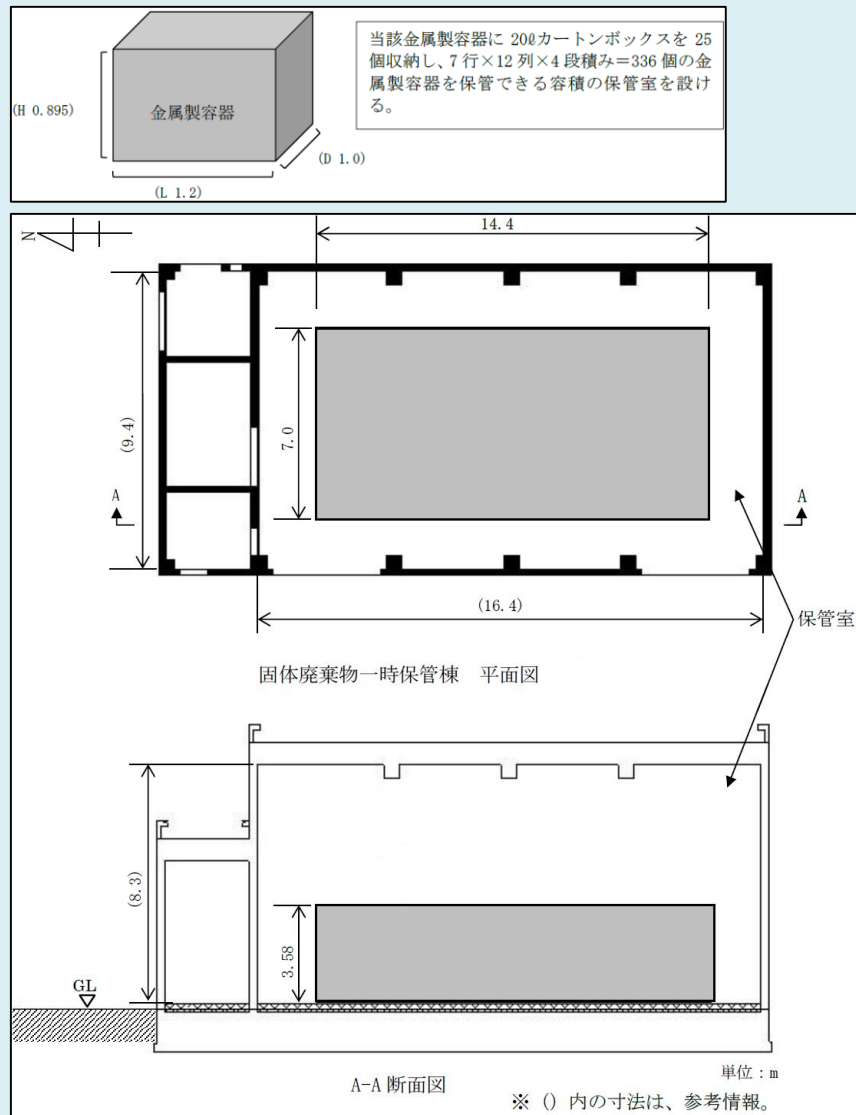 (H 0.895)
金属製容器
(D 1.0)
(L 1.2)
当該金属製容器に 20ℓカートンボックスを 25
個収納し、7 行×12 列×4 段積み＝336 個の金
属製容器を保管できる容積の保管室を設け
る。
N
14.4
(9.4)
7.0
A
A
(16.4)
保管室
固体廃棄物一時保管棟　平面図
(8.3)
3.58
GL
A-A 断面図
単位：m
※ () 内の寸法は、参考情報。